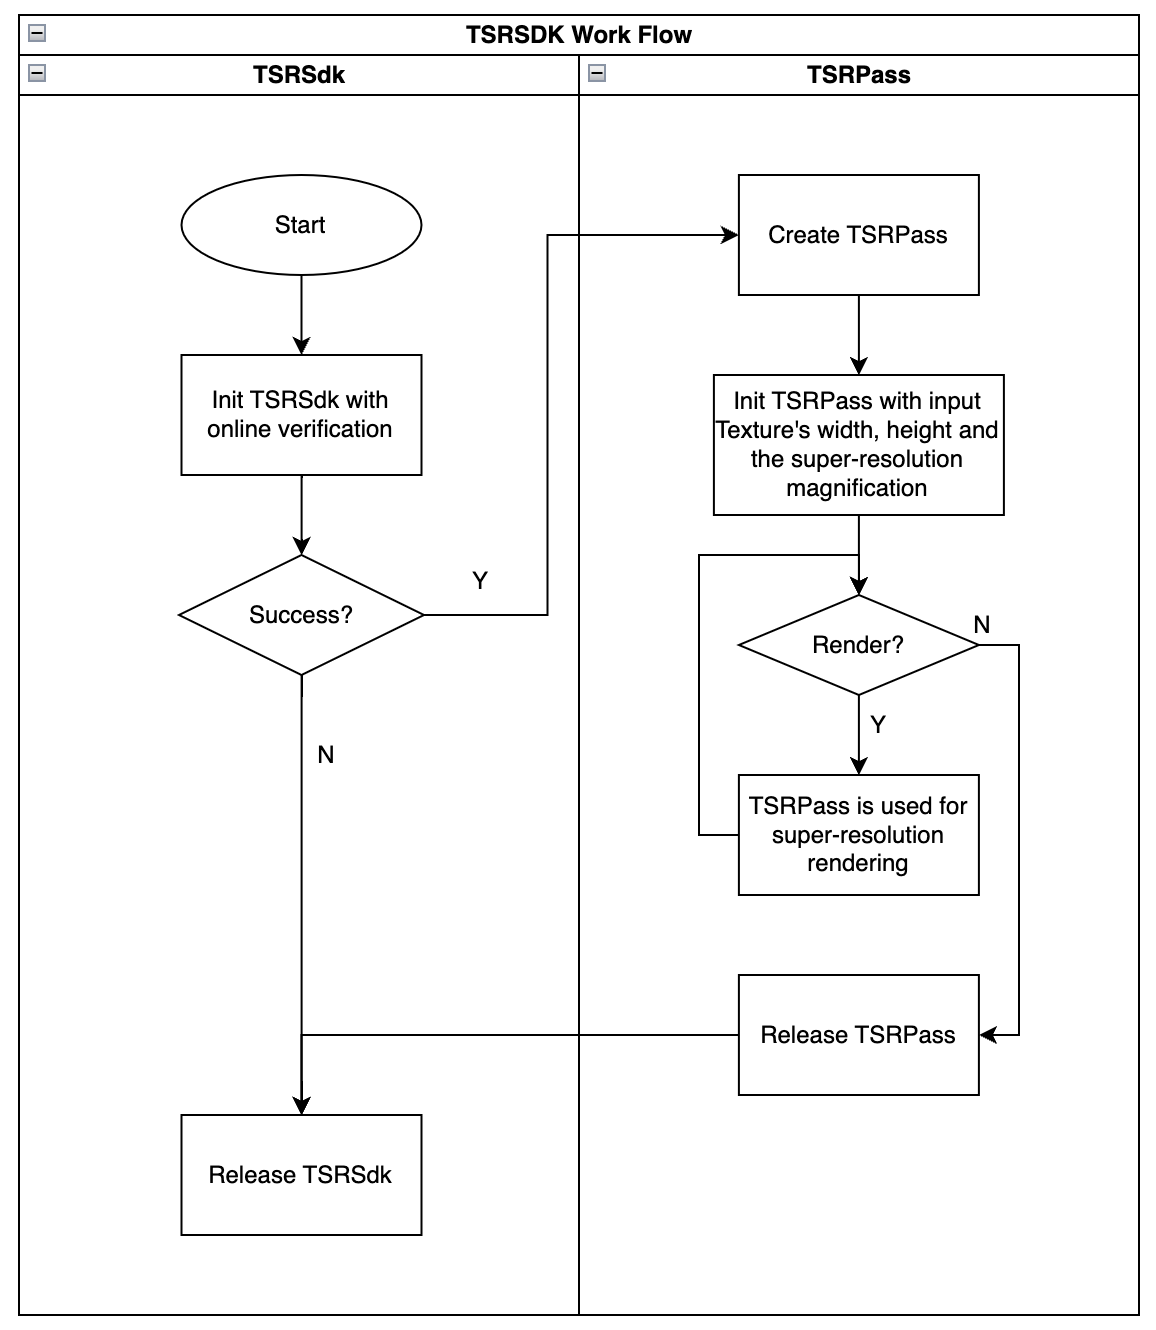 TSRSDK Work Flow
TSRSdk
TSRPass
Start
Init TSRSdk with
online verification
Success?
Y
N
Release TSRSdk
Create TSRPass
Init TSRPass with input
Texture's width, height and
the super-resolution
magnification
Render?
N
Y
TSRPass is used for
super-resolution
rendering
Release TSRPass